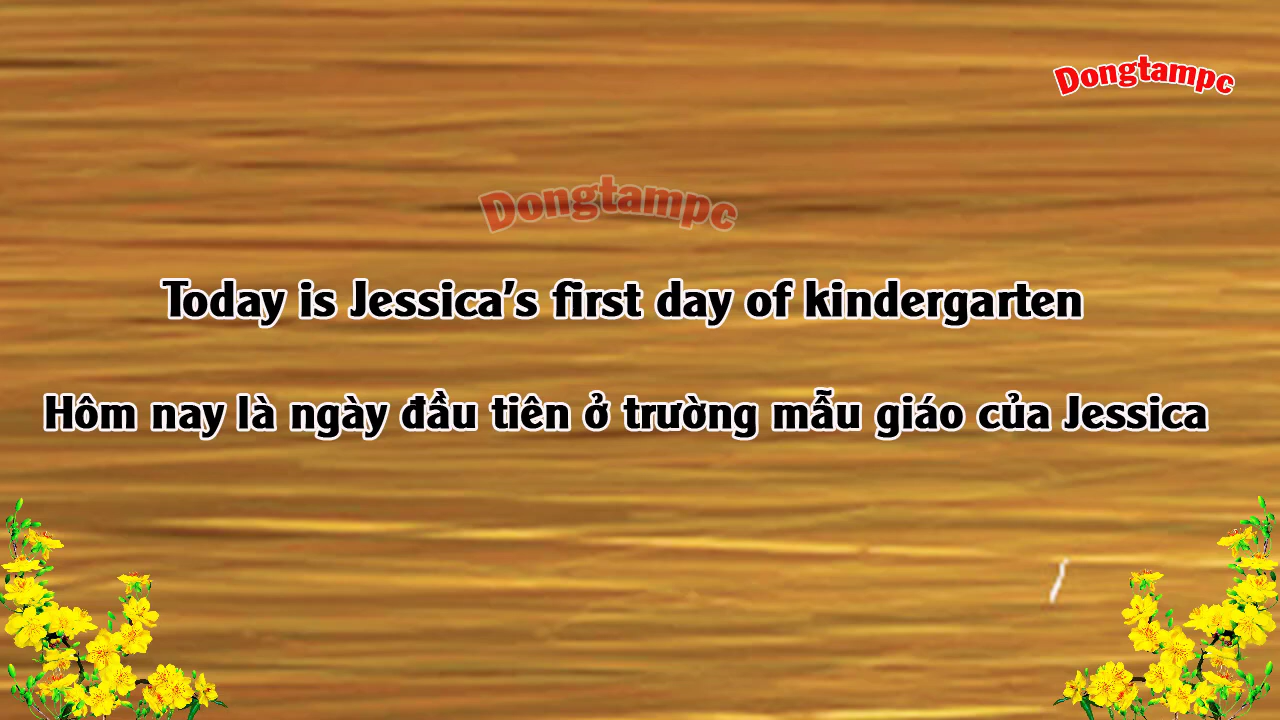 Dongtampc
Dongtampc
Today is Jessica's first day of kindergarten
Hôm nay là ngày đầu tiên ở trường mẫu giáo của Jessica